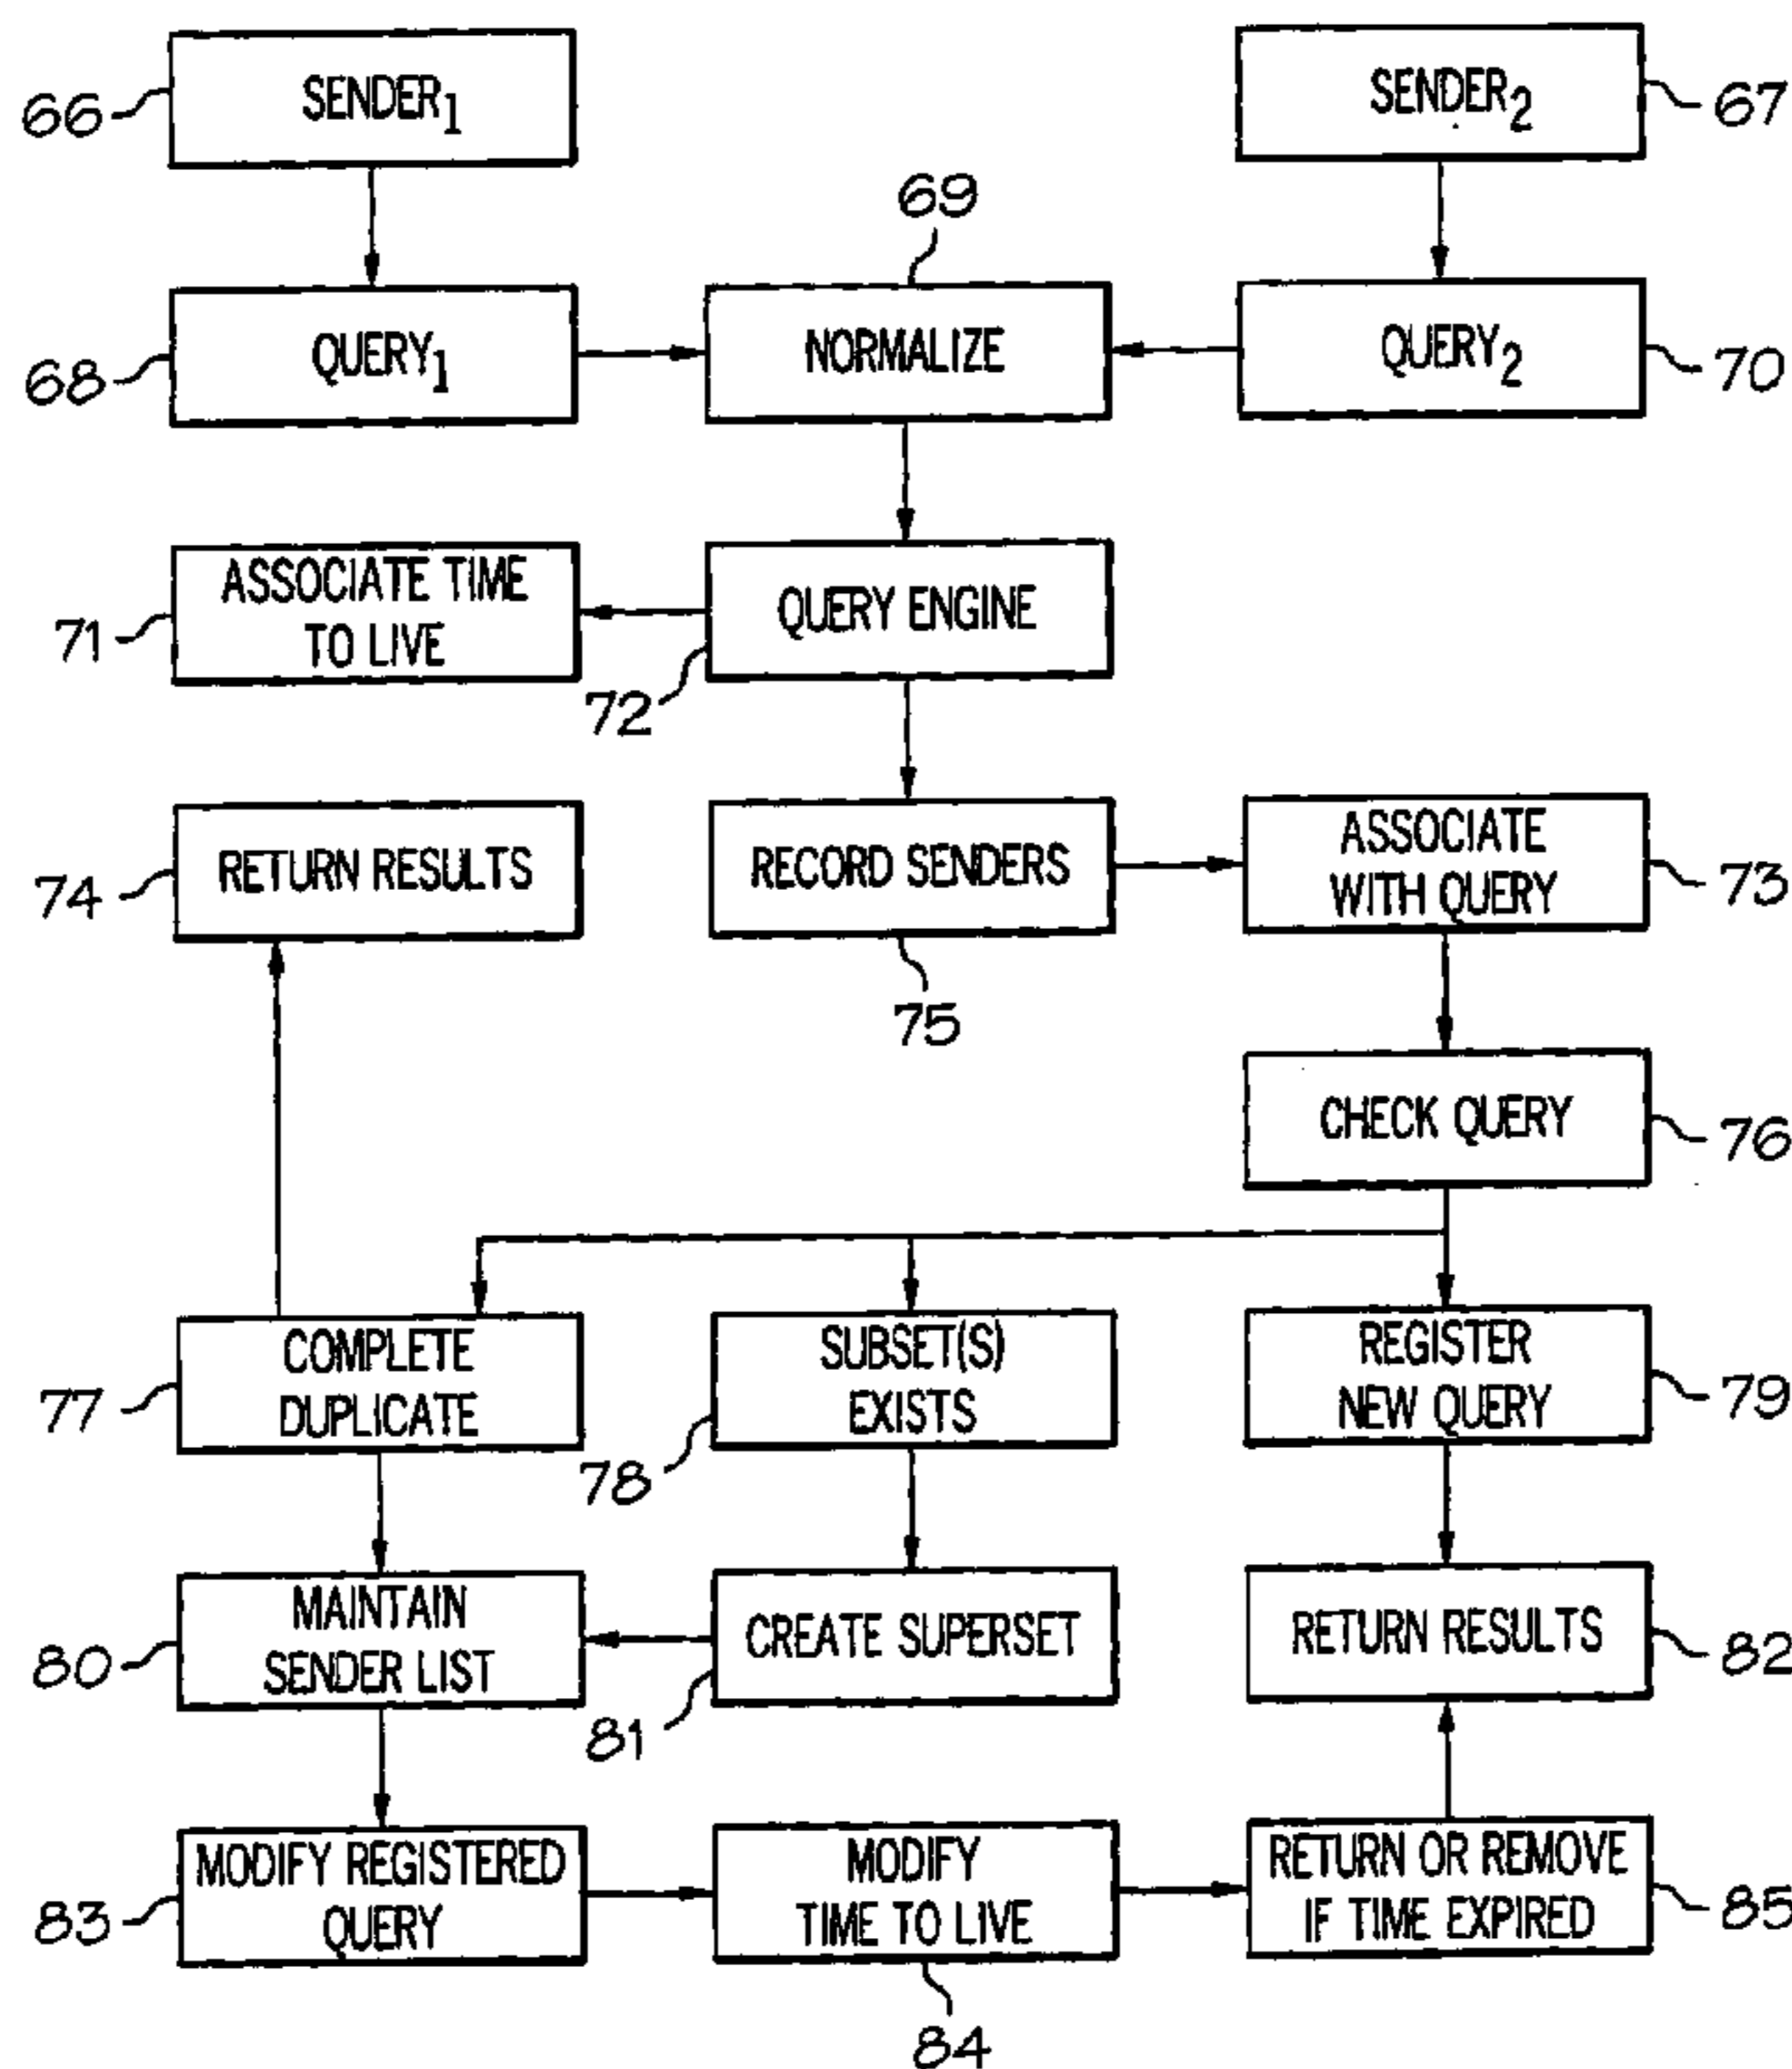 SENDER1
SENDER2
66
67
69
QUERY1
NORMALIZE
QUERY2
68
70
ASSOCIATE TIME
TO LIVE
QUERY ENGINE
71
72
RETURN RESULTS
RECORD SENDERS
ASSOCIATE
WITH QUERY
74
73
75
CHECK QUERY
76
COMPLETE
DUPLICATE
SUBSET(S)
EXISTS
REGISTER
NEW QUERY
77
78
79
MAINTAIN
SENDER LIST
CREATE SUPERSET
RETURN RESULTS
80
81
82
MODIFY REGISTERED
QUERY
MODIFY
TIME TO LIVE
RETURN OR REMOVE
IF TIME EXPIRED
83
85
84